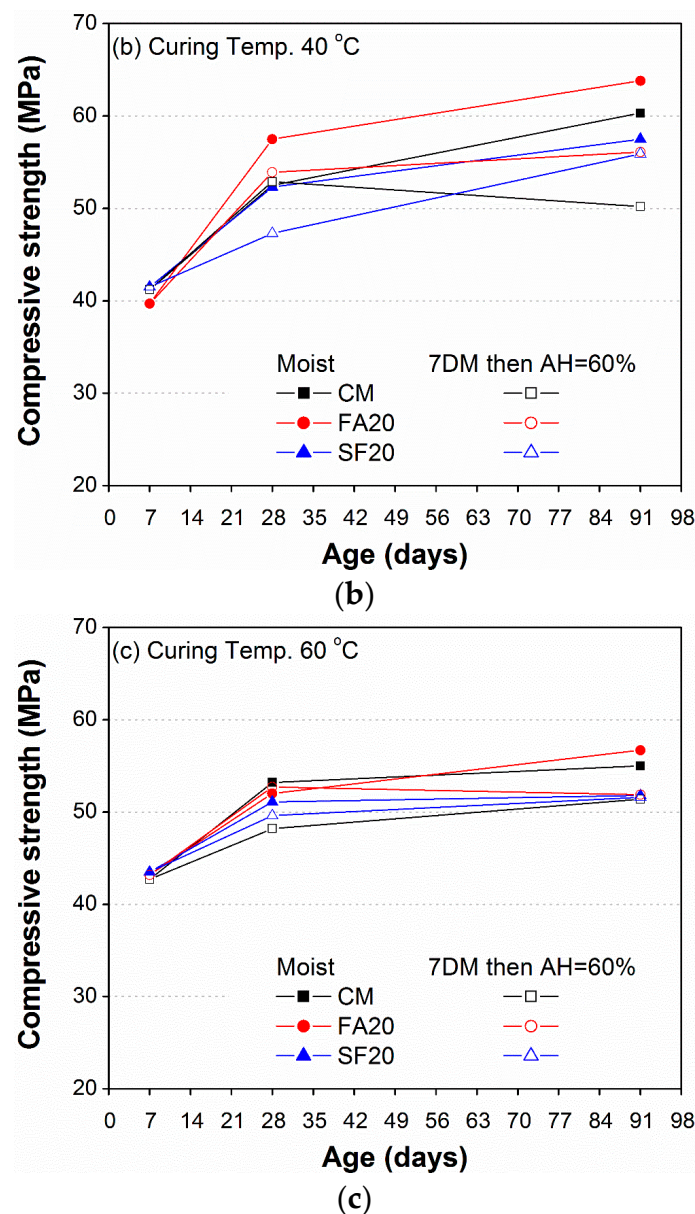 (b) Curing Temp. 40 °C
Compressive strength (MPa)
70
60
50
40
30
20
Moist 7DM then AH=60%
CM
FA20
SF20
0 7 14 21 28 35 42 49 56 63 70 77 84 91 98
Age (days)
(b)
(c) Curing Temp. 60 °C
Compressive strength (MPa)
70
60
50
40
30
20
Moist 7DM then AH=60%
CM
FA20
SF20
0 7 14 21 28 35 42 49 56 63 70 77 84 91 98
Age (days)
(c)